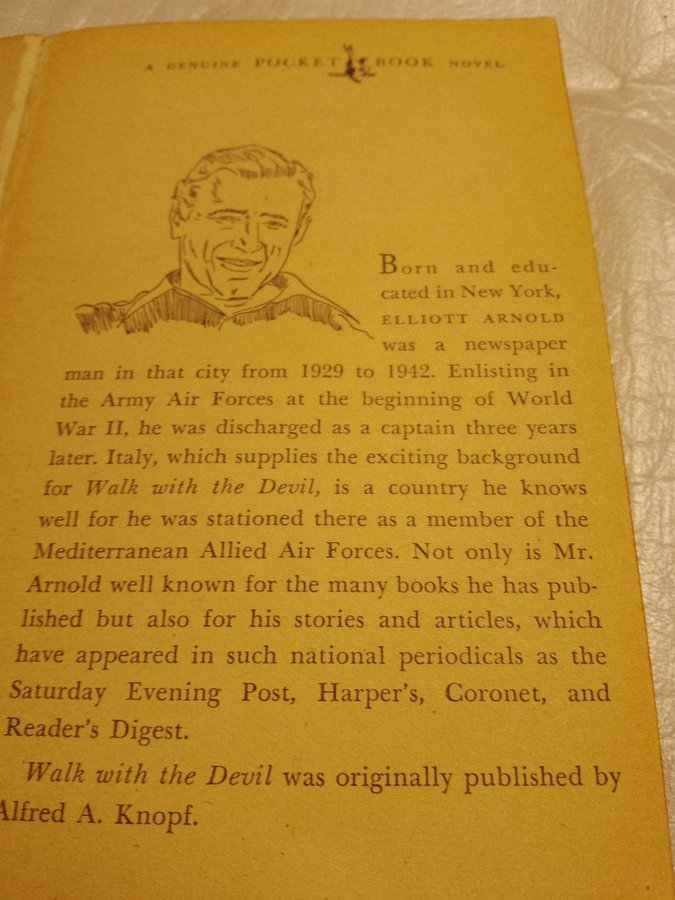 A GENUINE POCKET BOOK NOVEL
Born and edu-
cated in New York,
ELLIOTT ARNOLD
was a newspaper
man in that city from 1929 to 1942. Enlisting in
the Army Air Forces at the beginning of World
War II, he was discharged as a captain three years
later. Italy, which supplies the exciting background
for Walk with the Devil, is a country he knows
well for he was stationed there as a member of the
Mediterranean Allied Air Forces. Not only is Mr.
Arnold well known for the many books he has pub-
lished but also for his stories and articles, which
have appeared in such national periodicals as the
Saturday Evening Post, Harper's, Coronet, and
Reader's Digest.
Walk with the Devil was originally published by
Alfred A. Knopf.